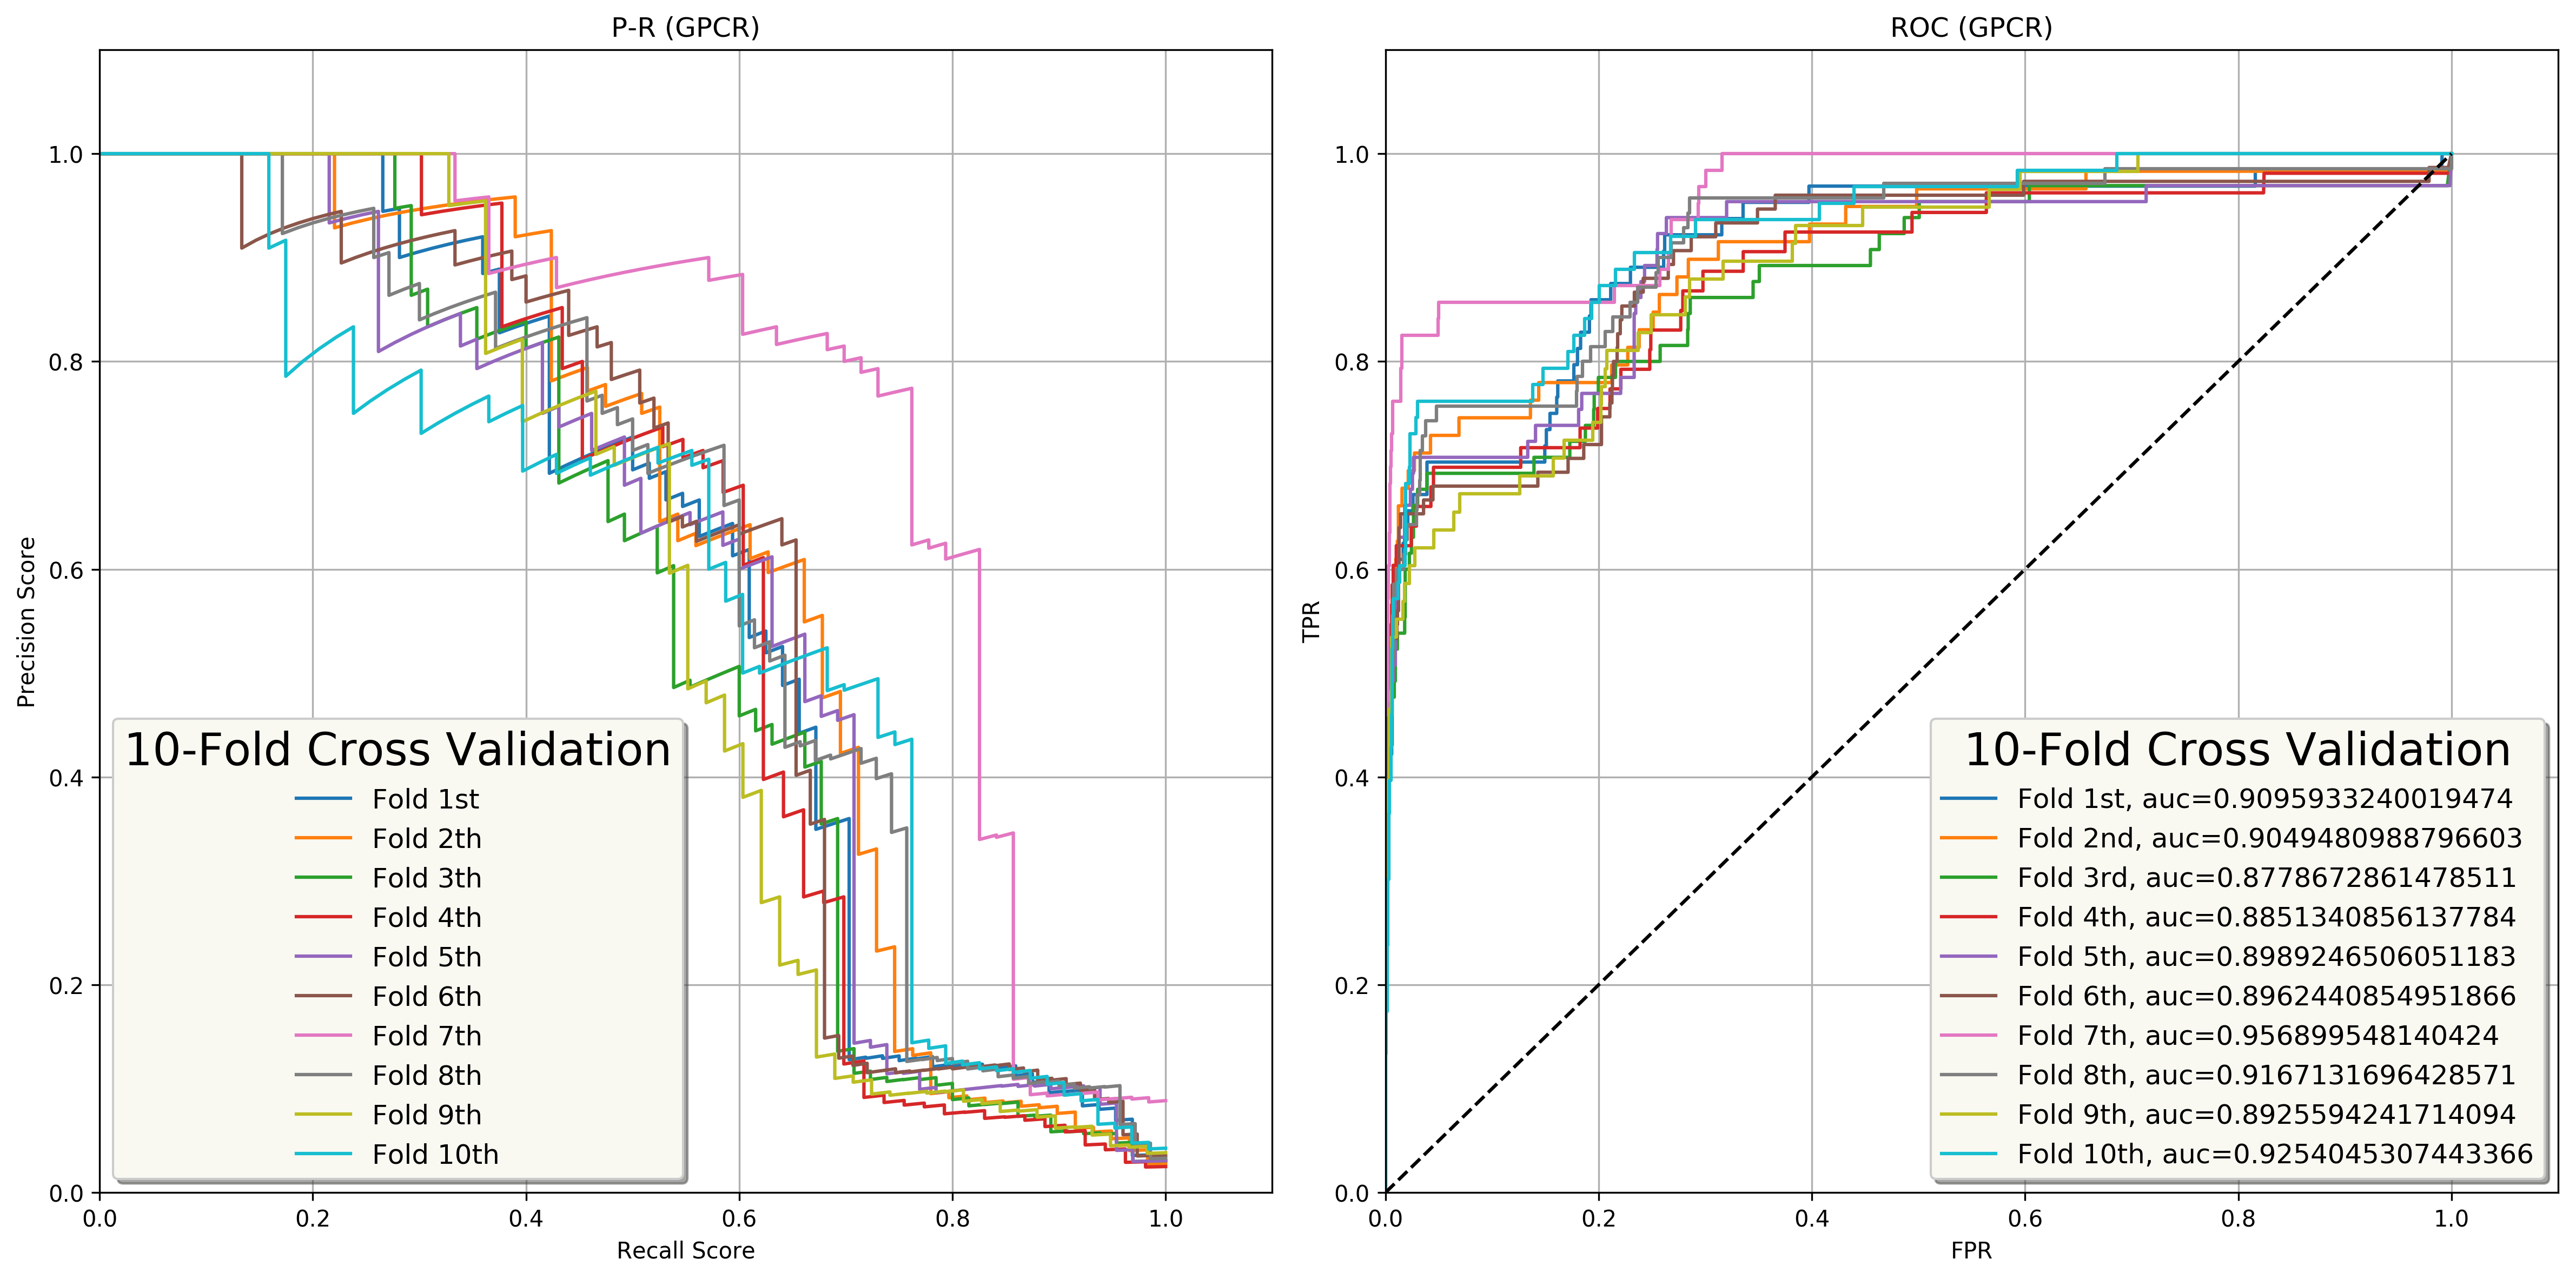 P-R (GPCR)
1.0
0.8
0.6
0.4
0.2
0.0
Precision Score
10-Fold Cross Validation
Fold 1st
Fold 2th
Fold 3th
Fold 4th
Fold 5th
Fold 6th
Fold 7th
Fold 8th
Fold 9th
Fold 10th
0.0 0.2 0.4 0.6 0.8 1.0
Recall Score
ROC (GPCR)
1.0
0.8
0.6
0.4
0.2
0.0
TPR
10-Fold Cross Validation
Fold 1st, auc=0.9095933240019474
Fold 2nd, auc=0.9049480988796603
Fold 3rd, auc=0.8778672861478511
Fold 4th, auc=0.8851340856137784
Fold 5th, auc=0.8989246506051183
Fold 6th, auc=0.8962440854951866
Fold 7th, auc=0.956899548140424
Fold 8th, auc=0.9167131696428571
Fold 9th, auc=0.8925594241714094
Fold 10th, auc=0.9254045307443366
0.0 0.2 0.4 0.6 0.8 1.0
FPR